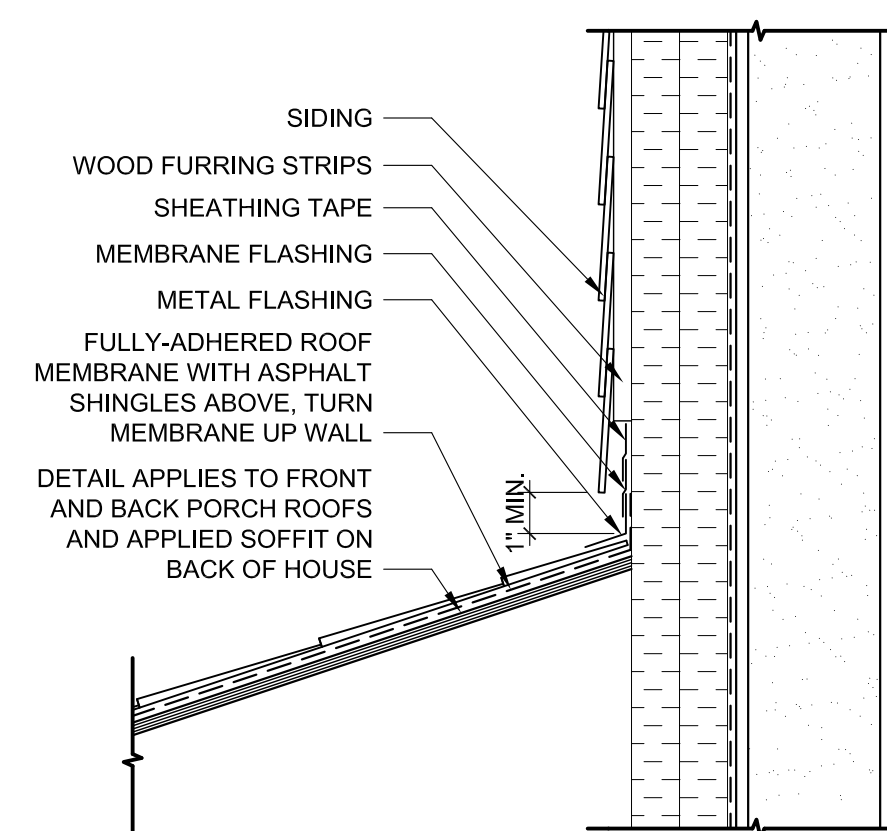 SIDING
WOOD FURRING STRIPS
SHEATHING TAPE
MEMBRANE FLASHING
METAL FLASHING
FULLY-ADHERED ROOF
MEMBRANE WITH ASPHALT
SHINGLES ABOVE, TURN
MEMBRANE UP WALL
DETAIL APPLIES TO FRONT
AND BACK PORCH ROOFS
AND APPLIED SOFFIT ON
BACK OF HOUSE
1" MIN.